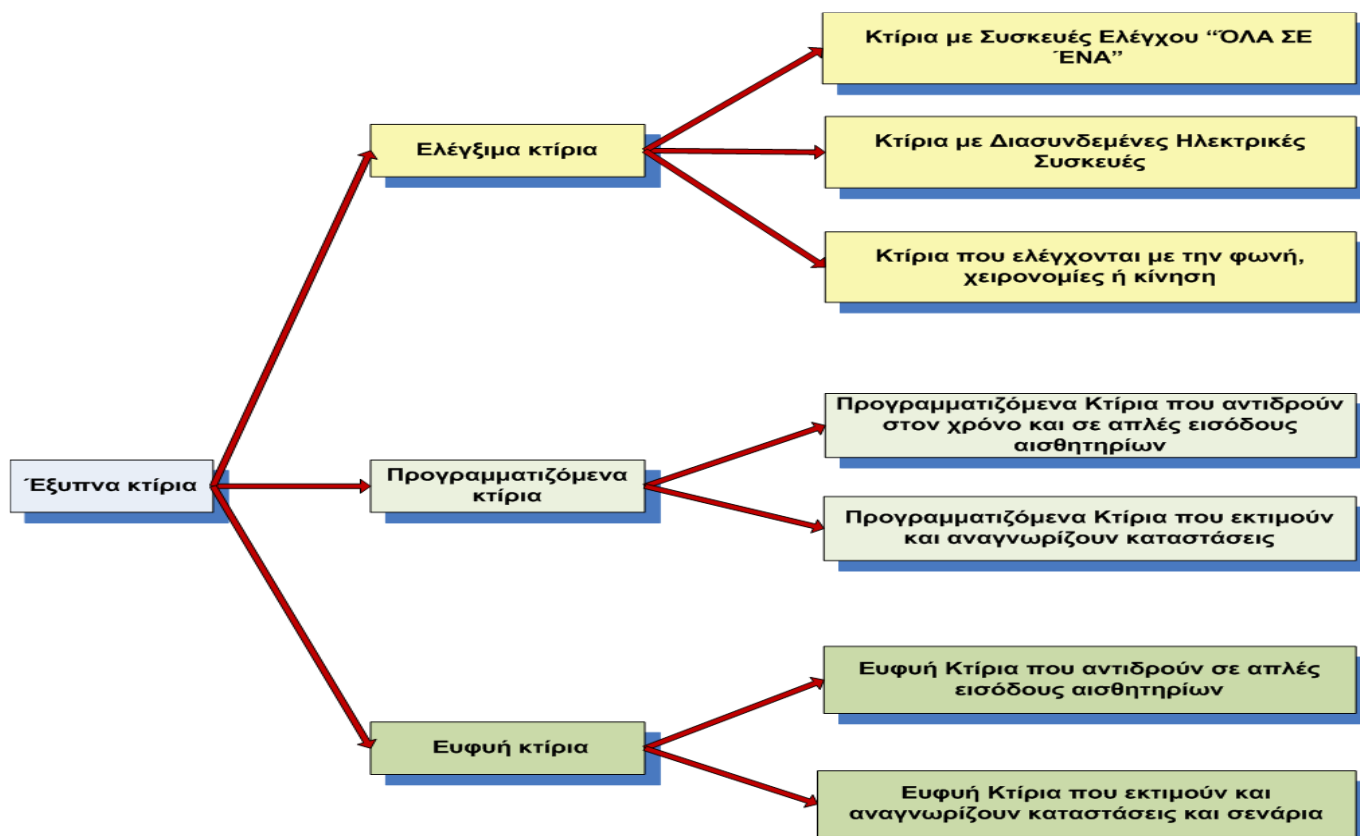 Κτίρια με Συσκευές Ελέγχου “ΌΛΑ ΣΕ
ΈΝΑ”
Ελέγξιμα κτίρια
Κτίρια με Διασυνδεμένες Ηλεκτρικές
Συσκευές
Κτίρια που ελέγχονται με την φωνή,
χειρονομίες ή κίνηση
Έξυπνα κτίρια
Προγραμματιζόμενα
κτίρια
Προγραμματιζόμενα Κτίρια που αντιδρούν
στον χρόνο και σε απλές εισόδους
αισθητηρίων
Προγραμματιζόμενα Κτίρια που εκτιμούν
και αναγνωρίζουν καταστάσεις
Ευφυή κτίρια
Ευφυή Κτίρια που αντιδρούν σε απλές
εισόδους αισθητηρίων
Ευφυή Κτίρια που εκτιμούν και
αναγνωρίζουν καταστάσεις και σενάρια